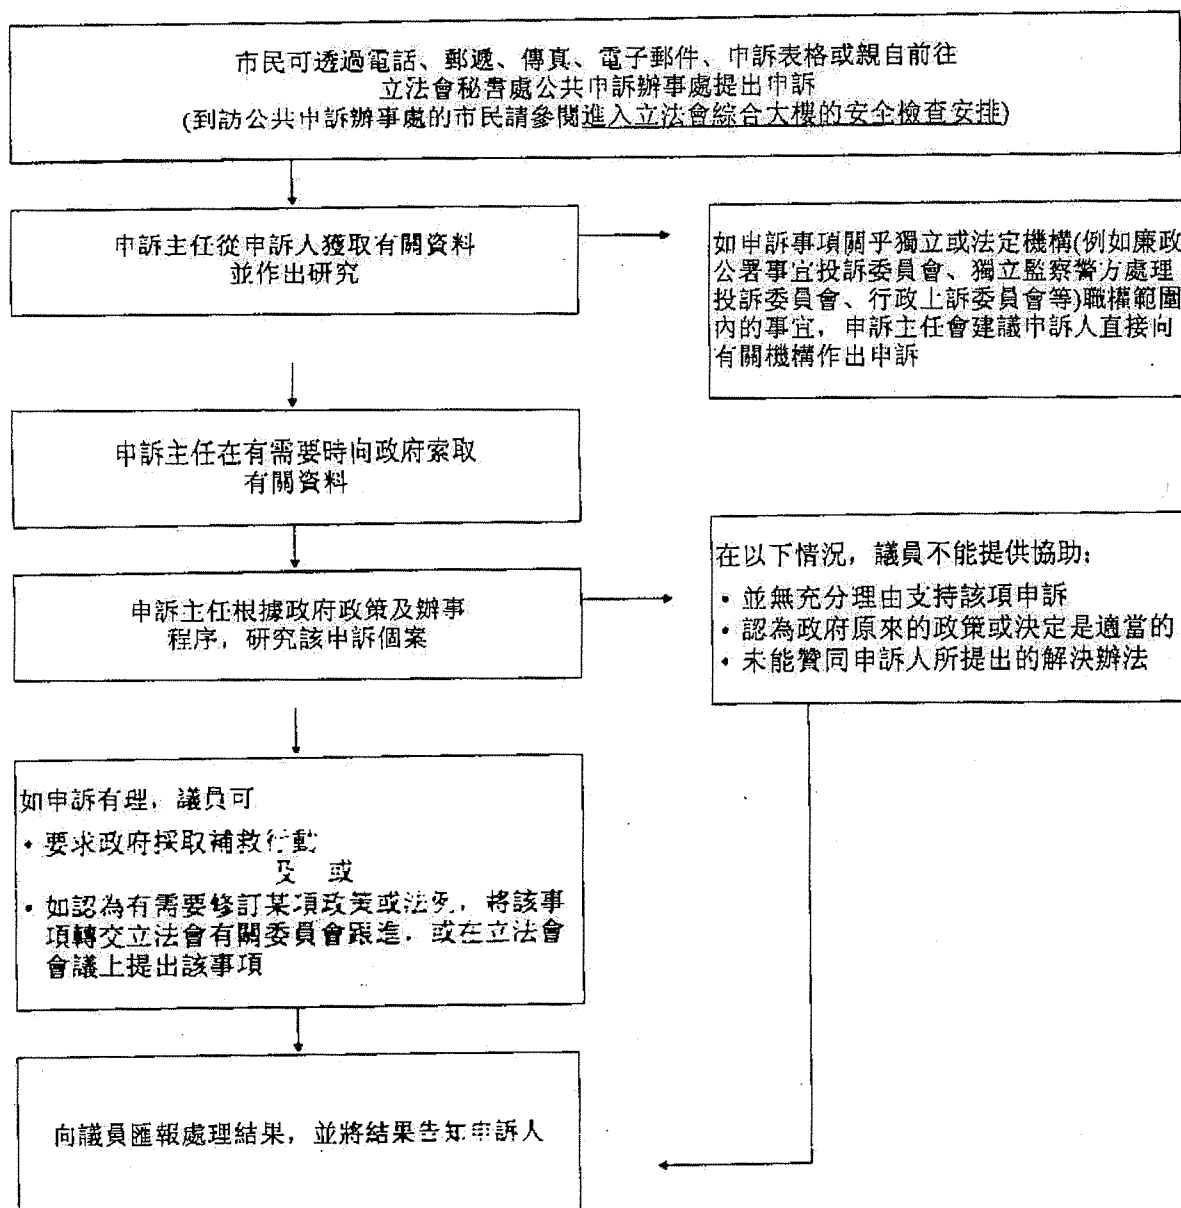 市民可透過電話、郵遞、傳真、電子郵件、申訴表格或親自前往
立法會秘書處公共申訴辦事處提出申訴
(到訪公共申訴辦事處的市民請參閱進入立法會綜合大樓的安全檢查安排)
申訴主任從申訴人獲取有關資料
並作出研究
如申訴事項關乎獨立或法定機構(例如廉政
公署事宜投訴委員會、獨立監察警方處理
投訴委員會、行政上訴委員會等)職權範圍
內的事宜，申訴主任會建議申訴人直接向
有關機構作出申訴
申訴主任在有需要時向政府索取
有關資料
申訴主任根據政府政策及辦事
程序，研究該申訴個案
在以下情況，議員不能提供協助：
• 並無充分理由支持該項申訴
• 認為政府原來的政策或決定是適當的
• 未能贊同申訴人所提出的解決辦法
如申訴有理，議員可
• 要求政府採取補救行動
及 或
• 如認為有需要修訂某項政策或法例，將該事
項轉交立法會有關委員會跟進，或在立法會
會議上提出該事項
向議員匯報處理結果，並將結果告知申訴人